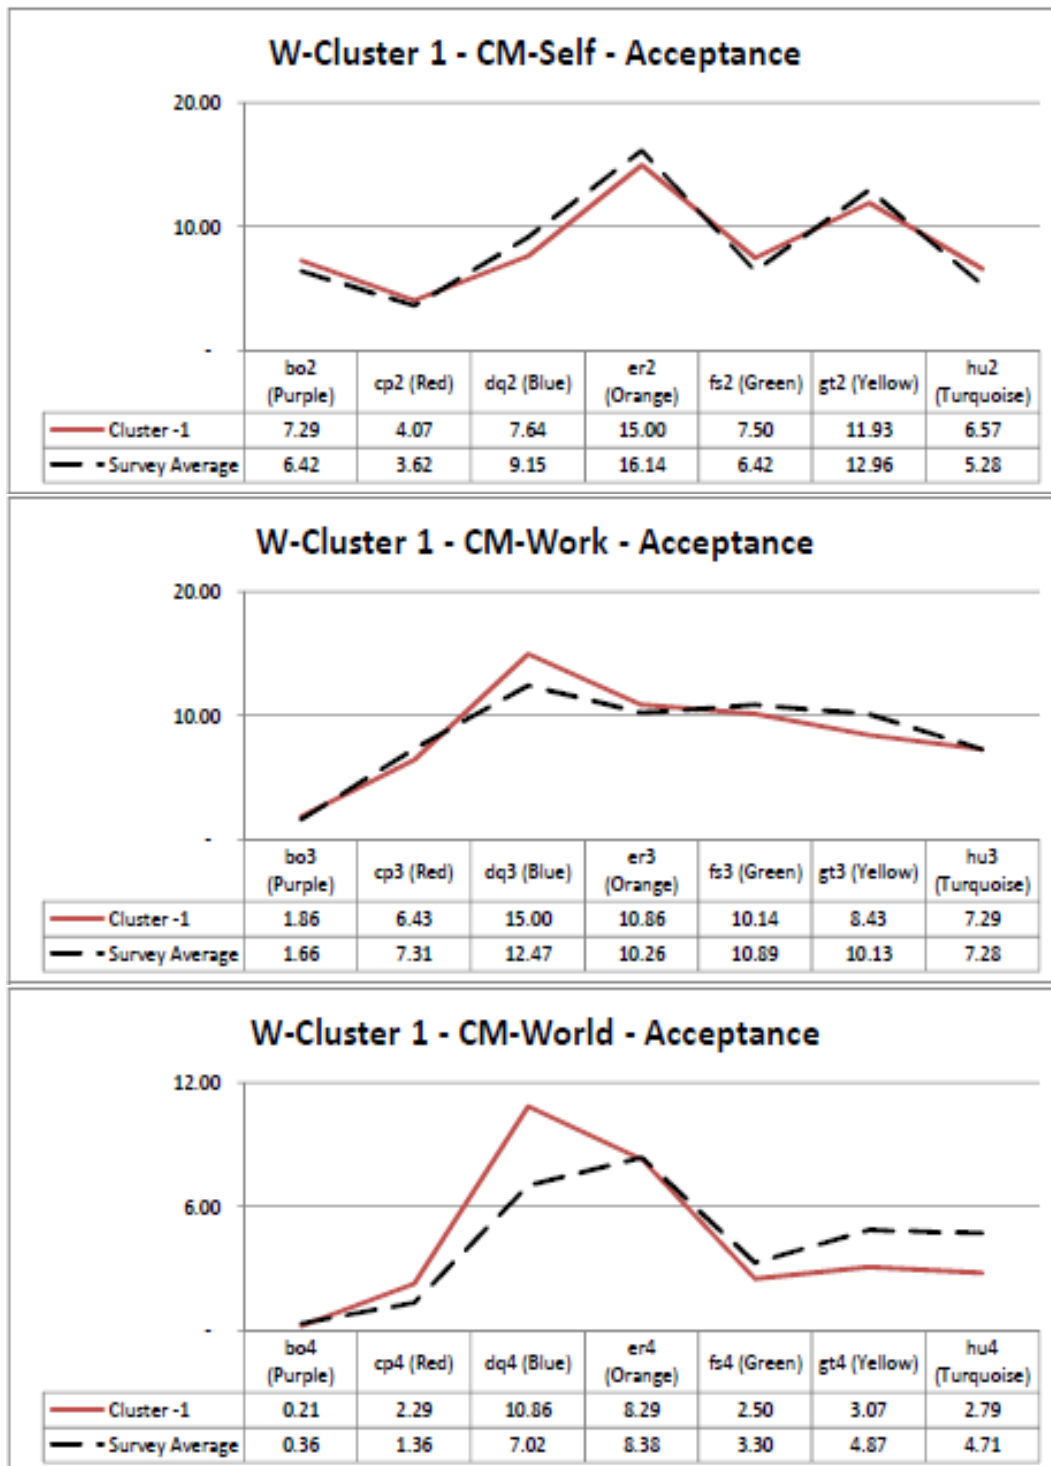 W-Cluster 1 - CM-Self - Acceptance
20.00
10.00
-
bo2 (Purple) cp2 (Red) dq2 (Blue) er2 (Orange) fs2 (Green) gt2 (Yellow) hu2 (Turquoise)
Cluster -1 7.29 4.07 7.64 15.00 7.50 11.93 6.57
Survey Average 6.42 3.62 9.15 16.14 6.42 12.96 5.28
W-Cluster 1 - CM-Work - Acceptance
20.00
10.00
-
bo3 (Purple) cp3 (Red) dq3 (Blue) er3 (Orange) fs3 (Green) gt3 (Yellow) hu3 (Turquoise)
Cluster -1 1.86 6.43 15.00 10.86 10.14 8.43 7.29
Survey Average 1.66 7.31 12.47 10.26 10.89 10.13 7.28
W-Cluster 1 - CM-World - Acceptance
12.00
6.00
-
bo4 (Purple) cp4 (Red) dq4 (Blue) er4 (Orange) fs4 (Green) gt4 (Yellow) hu4 (Turquoise)
Cluster -1 0.21 2.29 10.86 8.29 2.50 3.07 2.79
Survey Average 0.36 1.36 7.02 8.38 3.30 4.87 4.71